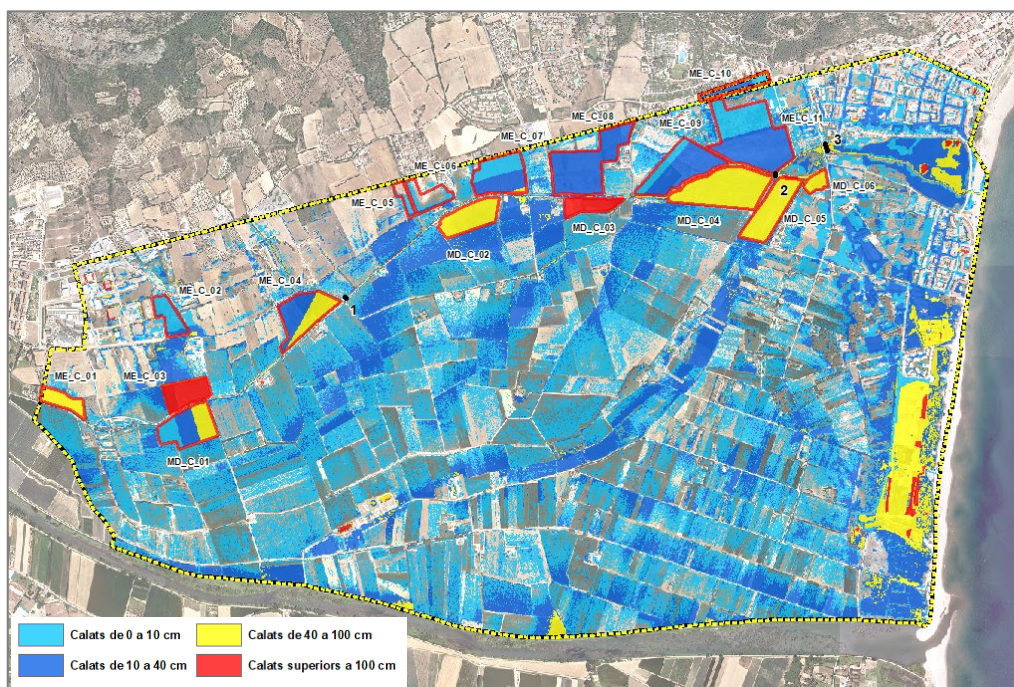 ME_C_10
ME_C_11
ME_C_08
ME_C_09
ME_C_07
3
ME_C_06
2
MD_C_06
ME_C_05
MD_C_03
MD_C_04
MD_C_05
MD_C_02
ME_C_04
ME_C_02
1
ME_C_01
ME_C_03
MD_C_01
Calats de 0 a 10 cm
Calats de 40 a 100 cm
Calats de 10 a 40 cm
Calats superiors a 100 cm